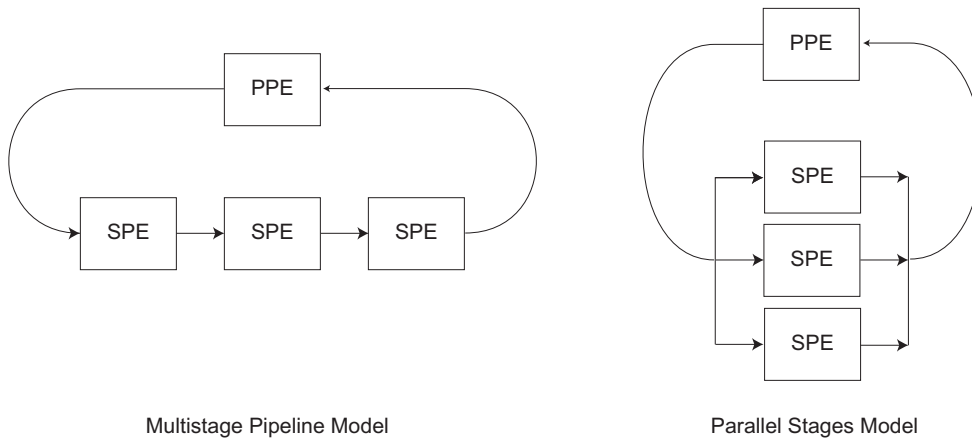 PPE
SPE
SPE
SPE
Multistage Pipeline Model
PPE
SPE
SPE
SPE
Parallel Stages Model